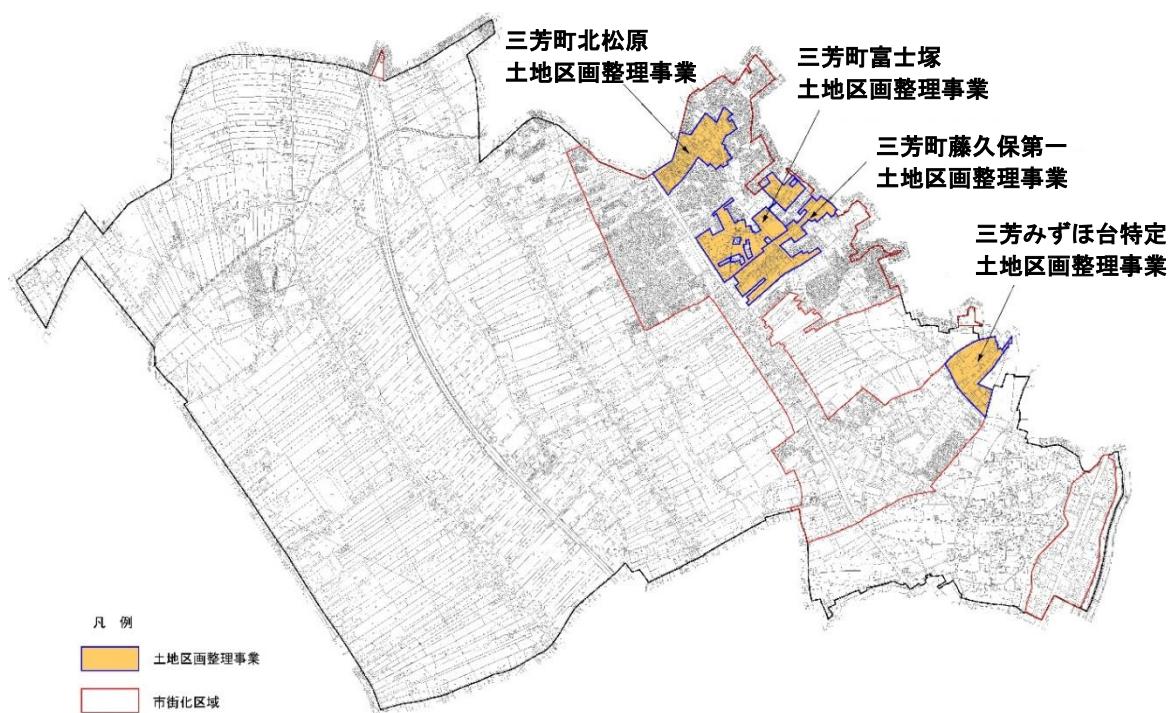 三芳町北松原
土地区画整理事業
三芳町富士塚
土地区画整理事業
三芳町藤久保第一
土地区画整理事業
三芳みずほ台特定
土地区画整理事業
凡 例
土地区画整理事業
市街化区域